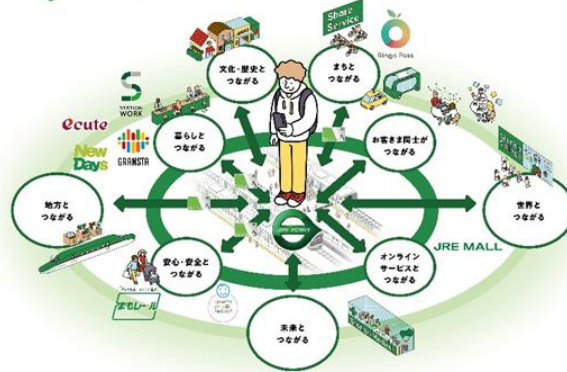 Share
Service
Ringo Pass
文化・歴史と
つながる
まちと
つながる
STATION
WORK
ecute
New
Days
GRANSTA
暮らしと
つながる
お客さま同士が
つながる
地方と
つながる
世界と
つながる
JRE POINT
JRE MALL
安心・安全と
つながる
オンライン
サービスと
つながる
まもレール
未来と
つながる